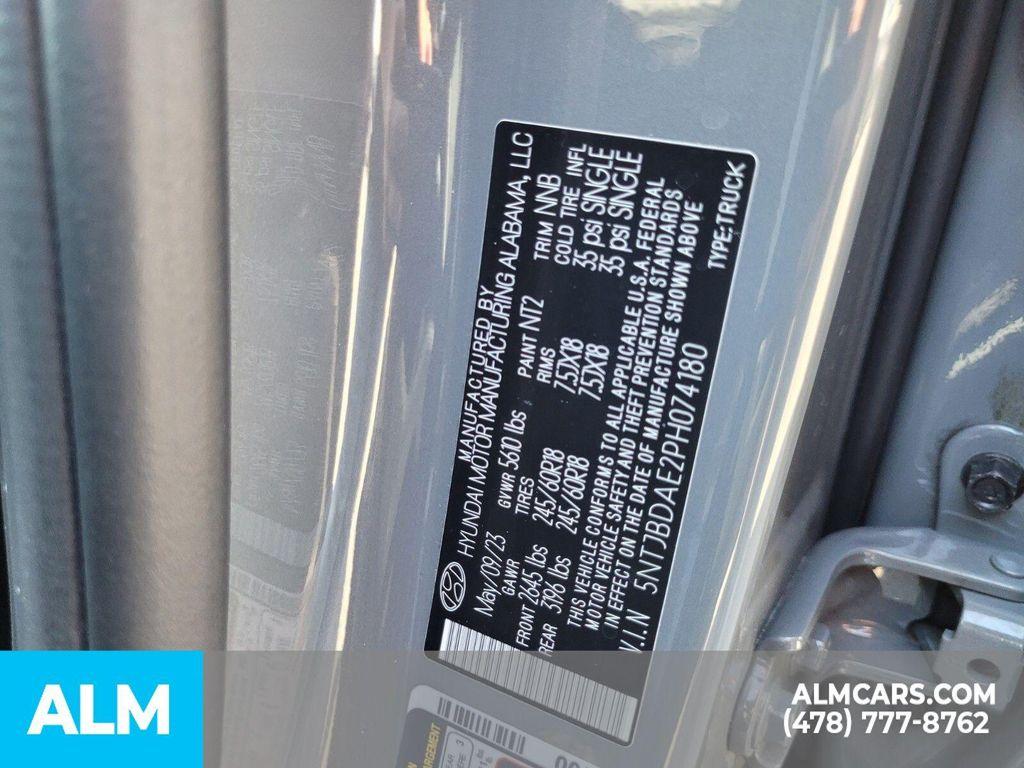 MANUFACTURED BY
HYUNDAI MOTOR MANUFACTURING ALABAMA, LLC
May/09/23 GVWR 5610 lbs PAINT NT2 TRIM NNB
GAWR TIRES RIMS COLD TIRE INFL
FRONT 2645 lbs 245/60R18 7.5JX18 35 psi SINGLE
REAR 3196 lbs 245/60R18 7.5JX18 35 psi SINGLE
THIS VEHICLE CONFORMS TO ALL APPLICABLE U.S.A. FEDERAL
MOTOR VEHICLE SAFETY AND THEFT PREVENTION STANDARDS
IN EFFECT ON THE DATE OF MANUFACTURE SHOWN ABOVE
V.I.N 5NTJBDAE2PH074180 TYPE:TRUCK
ALM
ALMCARS.COM
(478) 777-8762